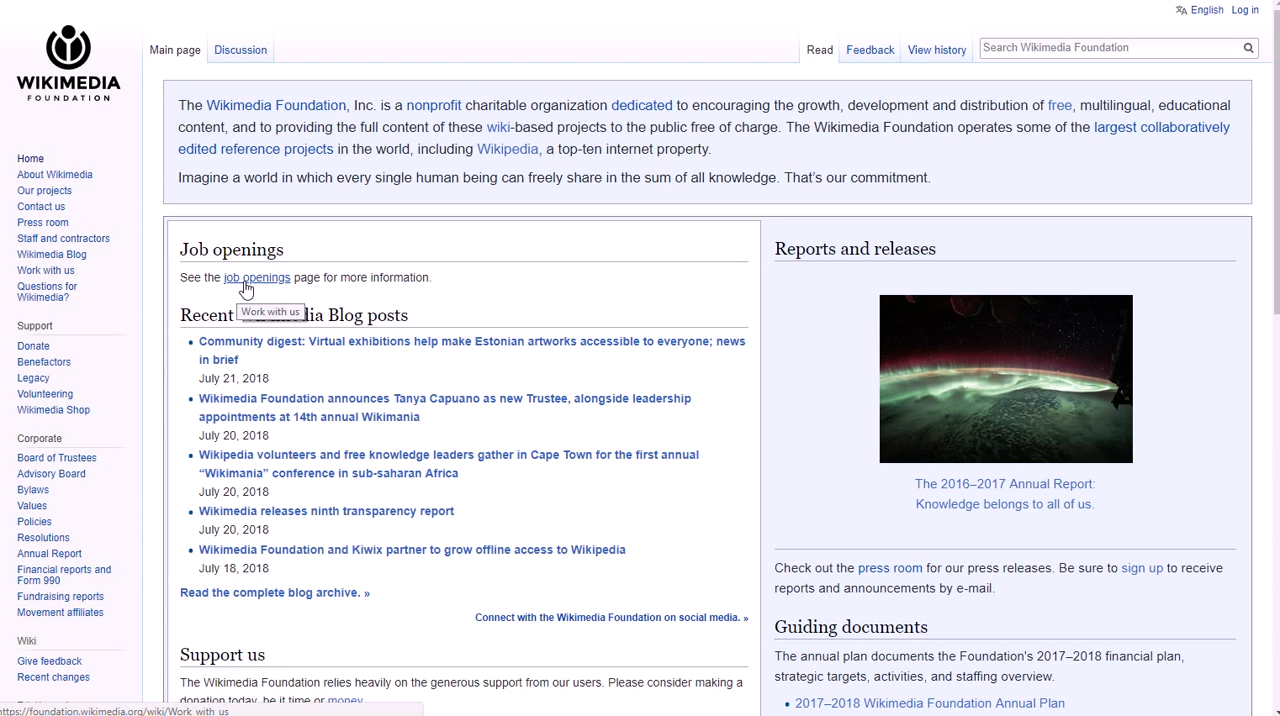 English Log in
WIKIMEDIA
FOUNDATION
Main page Discussion Read Feedback View history Search Wikimedia Foundation
Home
About Wikimedia
Our projects
Contact us
Press room
Staff and contractors
Wikimedia Blog
Work with us
Questions for
Wikimedia?
Support
Donate
Benefactors
Legacy
Volunteering
Wikimedia Shop
Corporate
Board of Trustees
Advisory Board
Bylaws
Values
Policies
Resolutions
Annual Report
Financial reports and
Form 990
Fundraising reports
Movement affiliates
Wiki
Give feedback
Recent changes
The Wikimedia Foundation, Inc. is a nonprofit charitable organization dedicated to encouraging the growth, development and distribution of free, multilingual, educational
content, and to providing the full content of these wiki-based projects to the public free of charge. The Wikimedia Foundation operates some of the largest collaboratively
edited reference projects in the world, including Wikipedia, a top-ten internet property.
Imagine a world in which every single human being can freely share in the sum of all knowledge. That's our commitment.
Job openings
See the job openings page for more information.
Work with us
Recent dia Blog posts
Community digest: Virtual exhibitions help make Estonian artworks accessible to everyone; news
in brief
July 21, 2018
Wikimedia Foundation announces Tanya Capuano as new Trustee, alongside leadership
appointments at 14th annual Wikimania
July 20, 2018
Wikipedia volunteers and free knowledge leaders gather in Cape Town for the first annual
“Wikimania” conference in sub-saharan Africa
July 20, 2018
Wikimedia releases ninth transparency report
July 20, 2018
Wikimedia Foundation and Kiwix partner to grow offline access to Wikipedia
July 18, 2018
Read the complete blog archive. »
Connect with the Wikimedia Foundation on social media. »
Support us
The Wikimedia Foundation relies heavily on the generous support from our users. Please consider making a
donation today, be it time or money.
Reports and releases
The 2016–2017 Annual Report:
Knowledge belongs to all of us.
Check out the press room for our press releases. Be sure to sign up to receive
reports and announcements by e-mail.
Guiding documents
The annual plan documents the Foundation's 2017–2018 financial plan,
strategic targets, activities, and staffing overview.
2017–2018 Wikimedia Foundation Annual Plan
https://foundation.wikimedia.org/wiki/Work_with_us